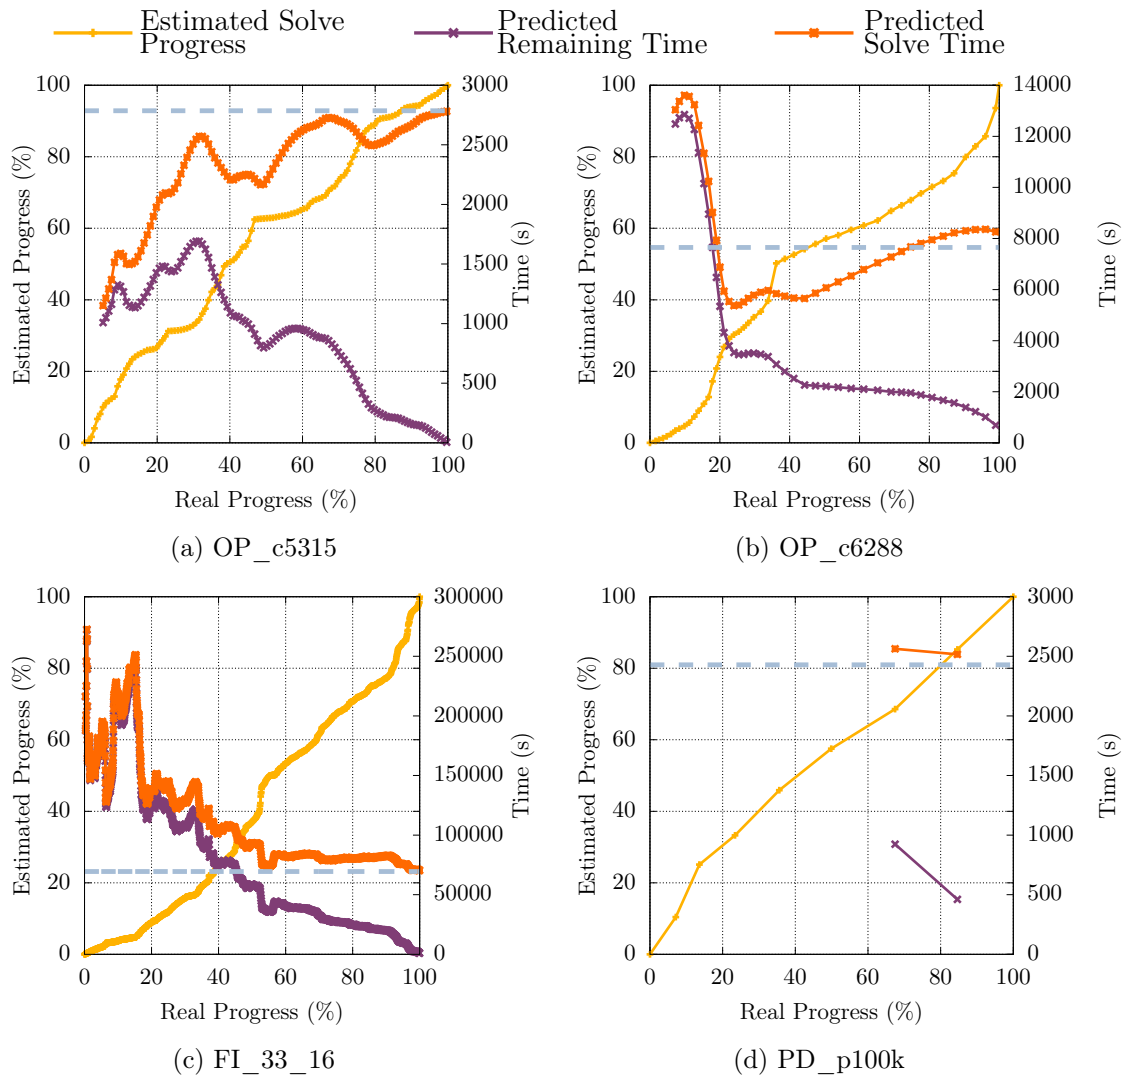 Estimated Solve
Progress
Predicted
Remaining Time
Predicted
Solve Time
100
80
60
40
20
0
Estimated Progress (%)
3000
2500
2000
1500
1000
500
0
Time (s)
0 20 40 60 80 100
Real Progress (%)
(a) OP_c5315
100
80
60
40
20
0
Estimated Progress (%)
14000
12000
10000
8000
6000
4000
2000
0
Time (s)
0 20 40 60 80 100
Real Progress (%)
(b) OP_c6288
100
80
60
40
20
0
Estimated Progress (%)
300000
250000
200000
150000
100000
50000
0
Time (s)
0 20 40 60 80 100
Real Progress (%)
(c) FI_33_16
100
80
60
40
20
0
Estimated Progress (%)
3000
2500
2000
1500
1000
500
0
Time (s)
0 20 40 60 80 100
Real Progress (%)
(d) PD_p100k